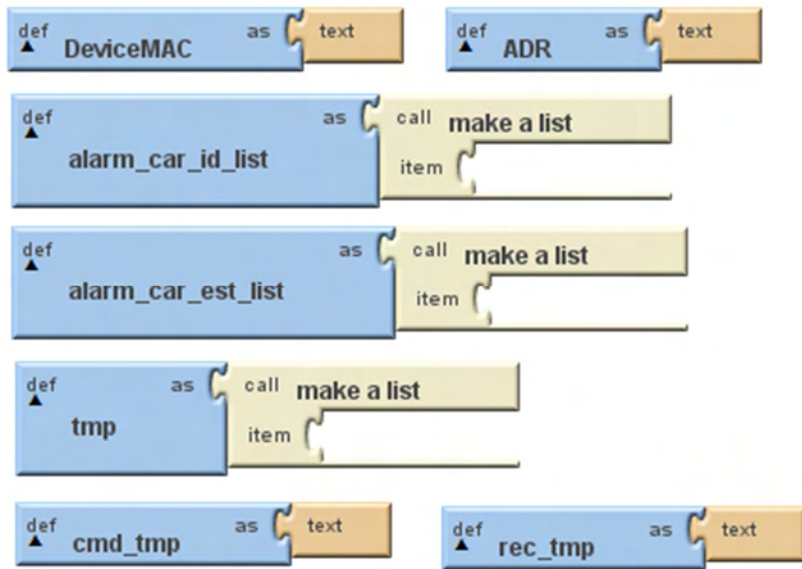 def DeviceMAC as text
def ADR as text
def alarm_car_id_list as call make a list
item
def alarm_car_est_list as call make a list
item
def tmp as call make a list
item
def cmd_tmp as text
def rec_tmp as text